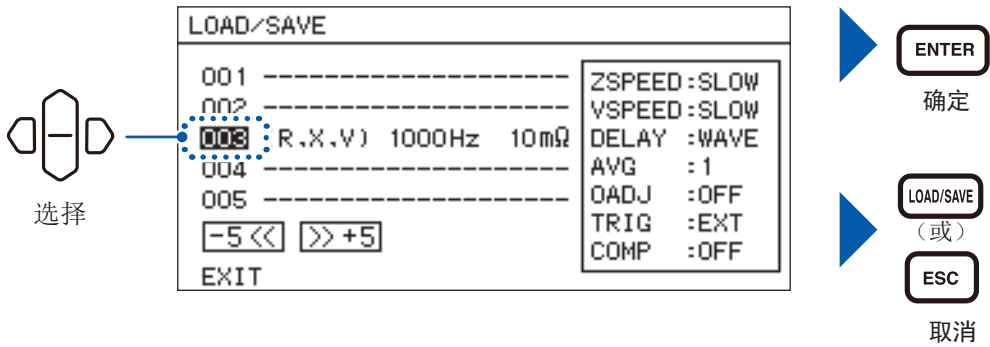 LOAD/SAVE
001 --------------------
002 --------------------
003 (R.X.V) 1000Hz 10mΩ
004 --------------------
005 --------------------
-5 << >> +5
EXIT
ZSPEED:SLOW
VSPEED:SLOW
DELAY :WAVE
AVG :1
OADJ :OFF
TRIG :EXT
COMP :OFF
选择
ENTER
确定
LOAD/SAVE
（或）
ESC
取消